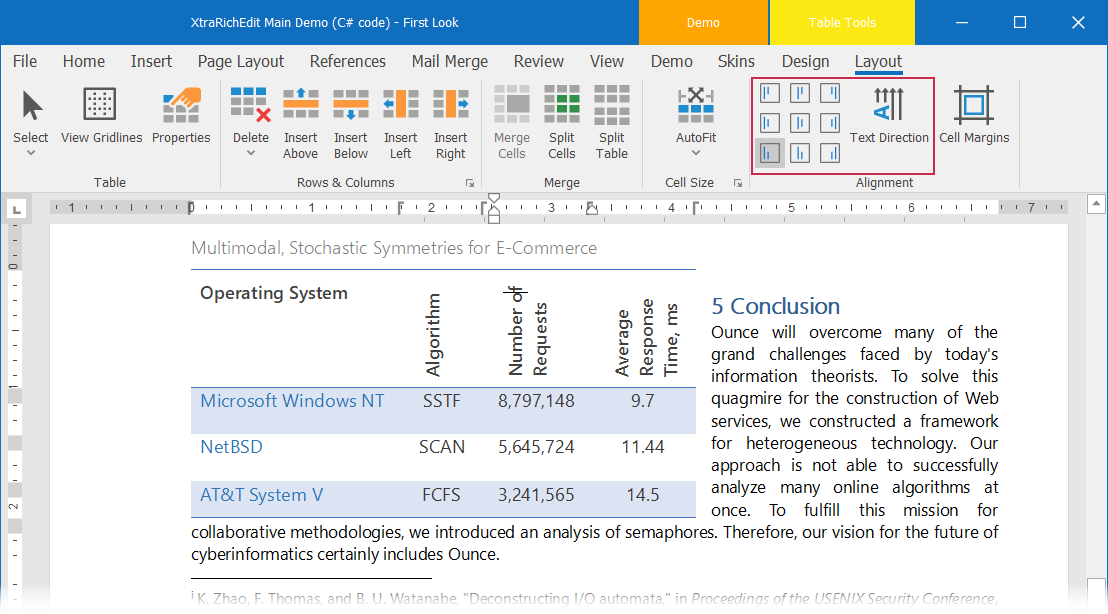 XtraRichEdit Main Demo (C# code) - First Look
Demo
Table Tools
File Home Insert Page Layout References Mail Merge Review View Demo Skins Design Layout
Select
View Gridlines
Properties
Table
Delete
Insert Above
Insert Below
Insert Left
Insert Right
Rows & Columns
Merge Cells
Split Cells
Split Table
Merge
AutoFit
Cell Size
Text Direction
Cell Margins
Alignment
L
1 0 1 2 3 4 5 6 7
0
1
2
Multimodal, Stochastic Symmetries for E-Commerce
Operating System
Algorithm
Number of
Requests
Average
Response
Time, ms
Microsoft Windows NT SSTF 8,797,148 9.7
NetBSD SCAN 5,645,724 11.44
AT&T System V FCFS 3,241,565 14.5
5 Conclusion
Ounce will overcome many of the
grand challenges faced by today's
information theorists. To solve this
quagmire for the construction of Web
services, we constructed a framework
for heterogeneous technology. Our
approach is not able to successfully
analyze many online algorithms at
once. To fulfill this mission for
collaborative methodologies, we introduced an analysis of semaphores. Therefore, our vision for the future of
cyberinformatics certainly includes Ounce.
i K. Zhao, F. Thomas, and B. U. Watanabe, "Deconstructing I/O automata," in Proceedings of the USENIX Security Conference,